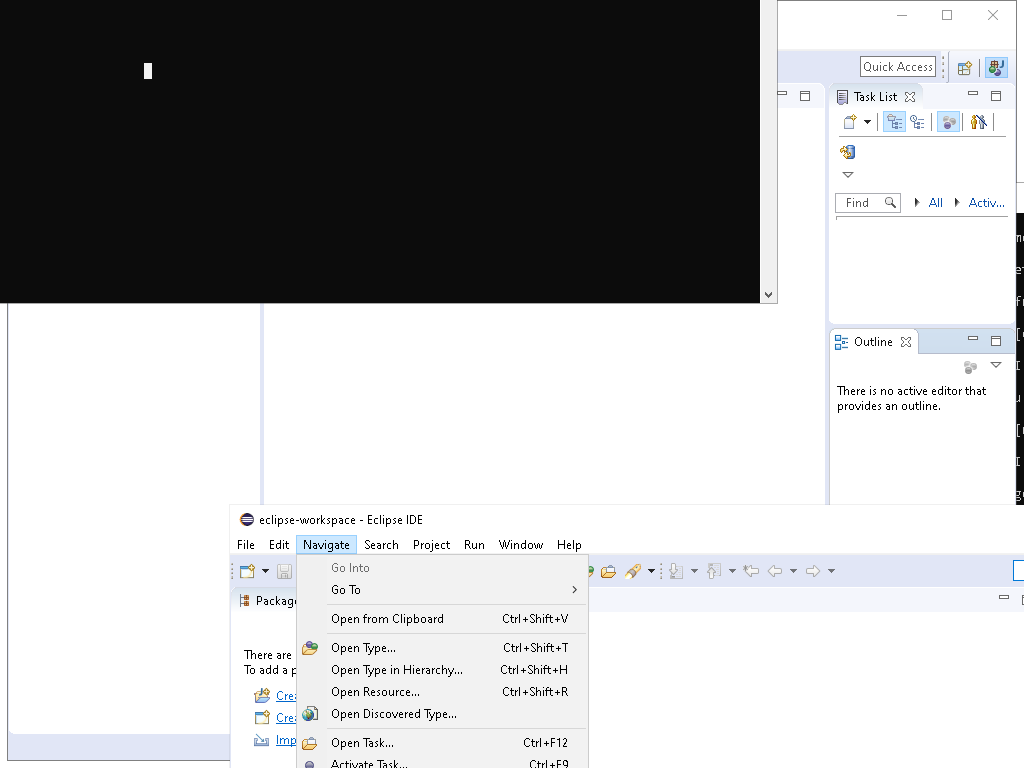 Quick Access
Task List
Find
All
Activ...
Outline
There is no active editor that
provides an outline.
eclipse-workspace - Eclipse IDE
File Edit Navigate Search Project Run Window Help
Go Into
Go To
Open from Clipboard Ctrl+Shift+V
Open Type... Ctrl+Shift+T
Open Type in Hierarchy... Ctrl+Shift+H
Open Resource... Ctrl+Shift+R
Open Discovered Type...
Open Task... Ctrl+F12
Activate Task... Ctrl+F9
Package
There are
To add a p
Crea
Crea
Imp